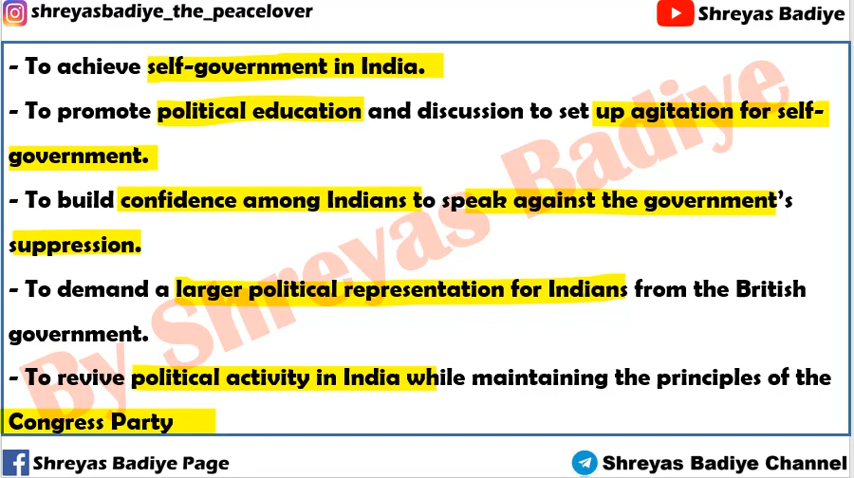 shreyasbadiye_the_peacelover
Shreyas Badiye
- To achieve self-government in India.
- To promote political education and discussion to set up agitation for self-
government.
- To build confidence among Indians to speak against the government's
suppression.
- To demand a larger political representation for Indians from the British
government.
- To revive political activity in India while maintaining the principles of the
Congress Party
By Shreyas Badiye
Shreyas Badiye Page
Shreyas Badiye Channel